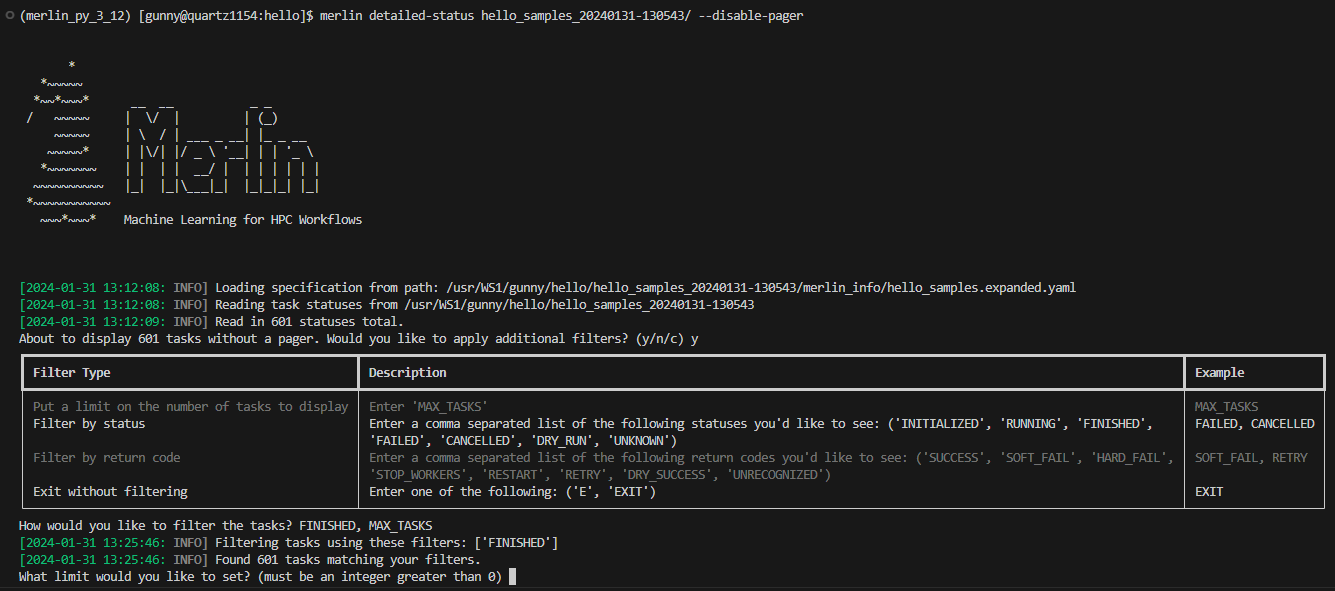 (merlin_py_3_12) [gunny@quartz1154:hello]$ merlin detailed-status hello_samples_20240131-130543/ --disable-pager
Merlin
Machine Learning for HPC Workflows
[2024-01-31 13:12:08: INFO] Loading specification from path: /usr/WS1/gunny/hello/hello_samples_20240131-130543/merlin_info/hello_samples.expanded.yaml
[2024-01-31 13:12:08: INFO] Reading task statuses from /usr/WS1/gunny/hello/hello_samples_20240131-130543
[2024-01-31 13:12:09: INFO] Read in 601 statuses total.
About to display 601 tasks without a pager. Would you like to apply additional filters? (y/n/c) y
Filter Type Description Example
Put a limit on the number of tasks to display Enter 'MAX_TASKS' MAX_TASKS
Filter by status Enter a comma separated list of the following statuses you'd like to see: ('INITIALIZED', 'RUNNING', 'FINISHED', FAILED, CANCELLED
'FAILED', 'CANCELLED', 'DRY_RUN', 'UNKNOWN')
Filter by return code Enter a comma separated list of the following return codes you'd like to see: ('SUCCESS', 'SOFT_FAIL', 'HARD_FAIL', SOFT_FAIL, RETRY
'STOP_WORKERS', 'RESTART', 'RETRY', 'DRY_SUCCESS', 'UNRECOGNIZED')
Exit without filtering Enter one of the following: ('E', 'EXIT') EXIT
How would you like to filter the tasks? FINISHED, MAX_TASKS
[2024-01-31 13:25:46: INFO] Filtering tasks using these filters: ['FINISHED']
[2024-01-31 13:25:46: INFO] Found 601 tasks matching your filters.
What limit would you like to set? (must be an integer greater than 0)